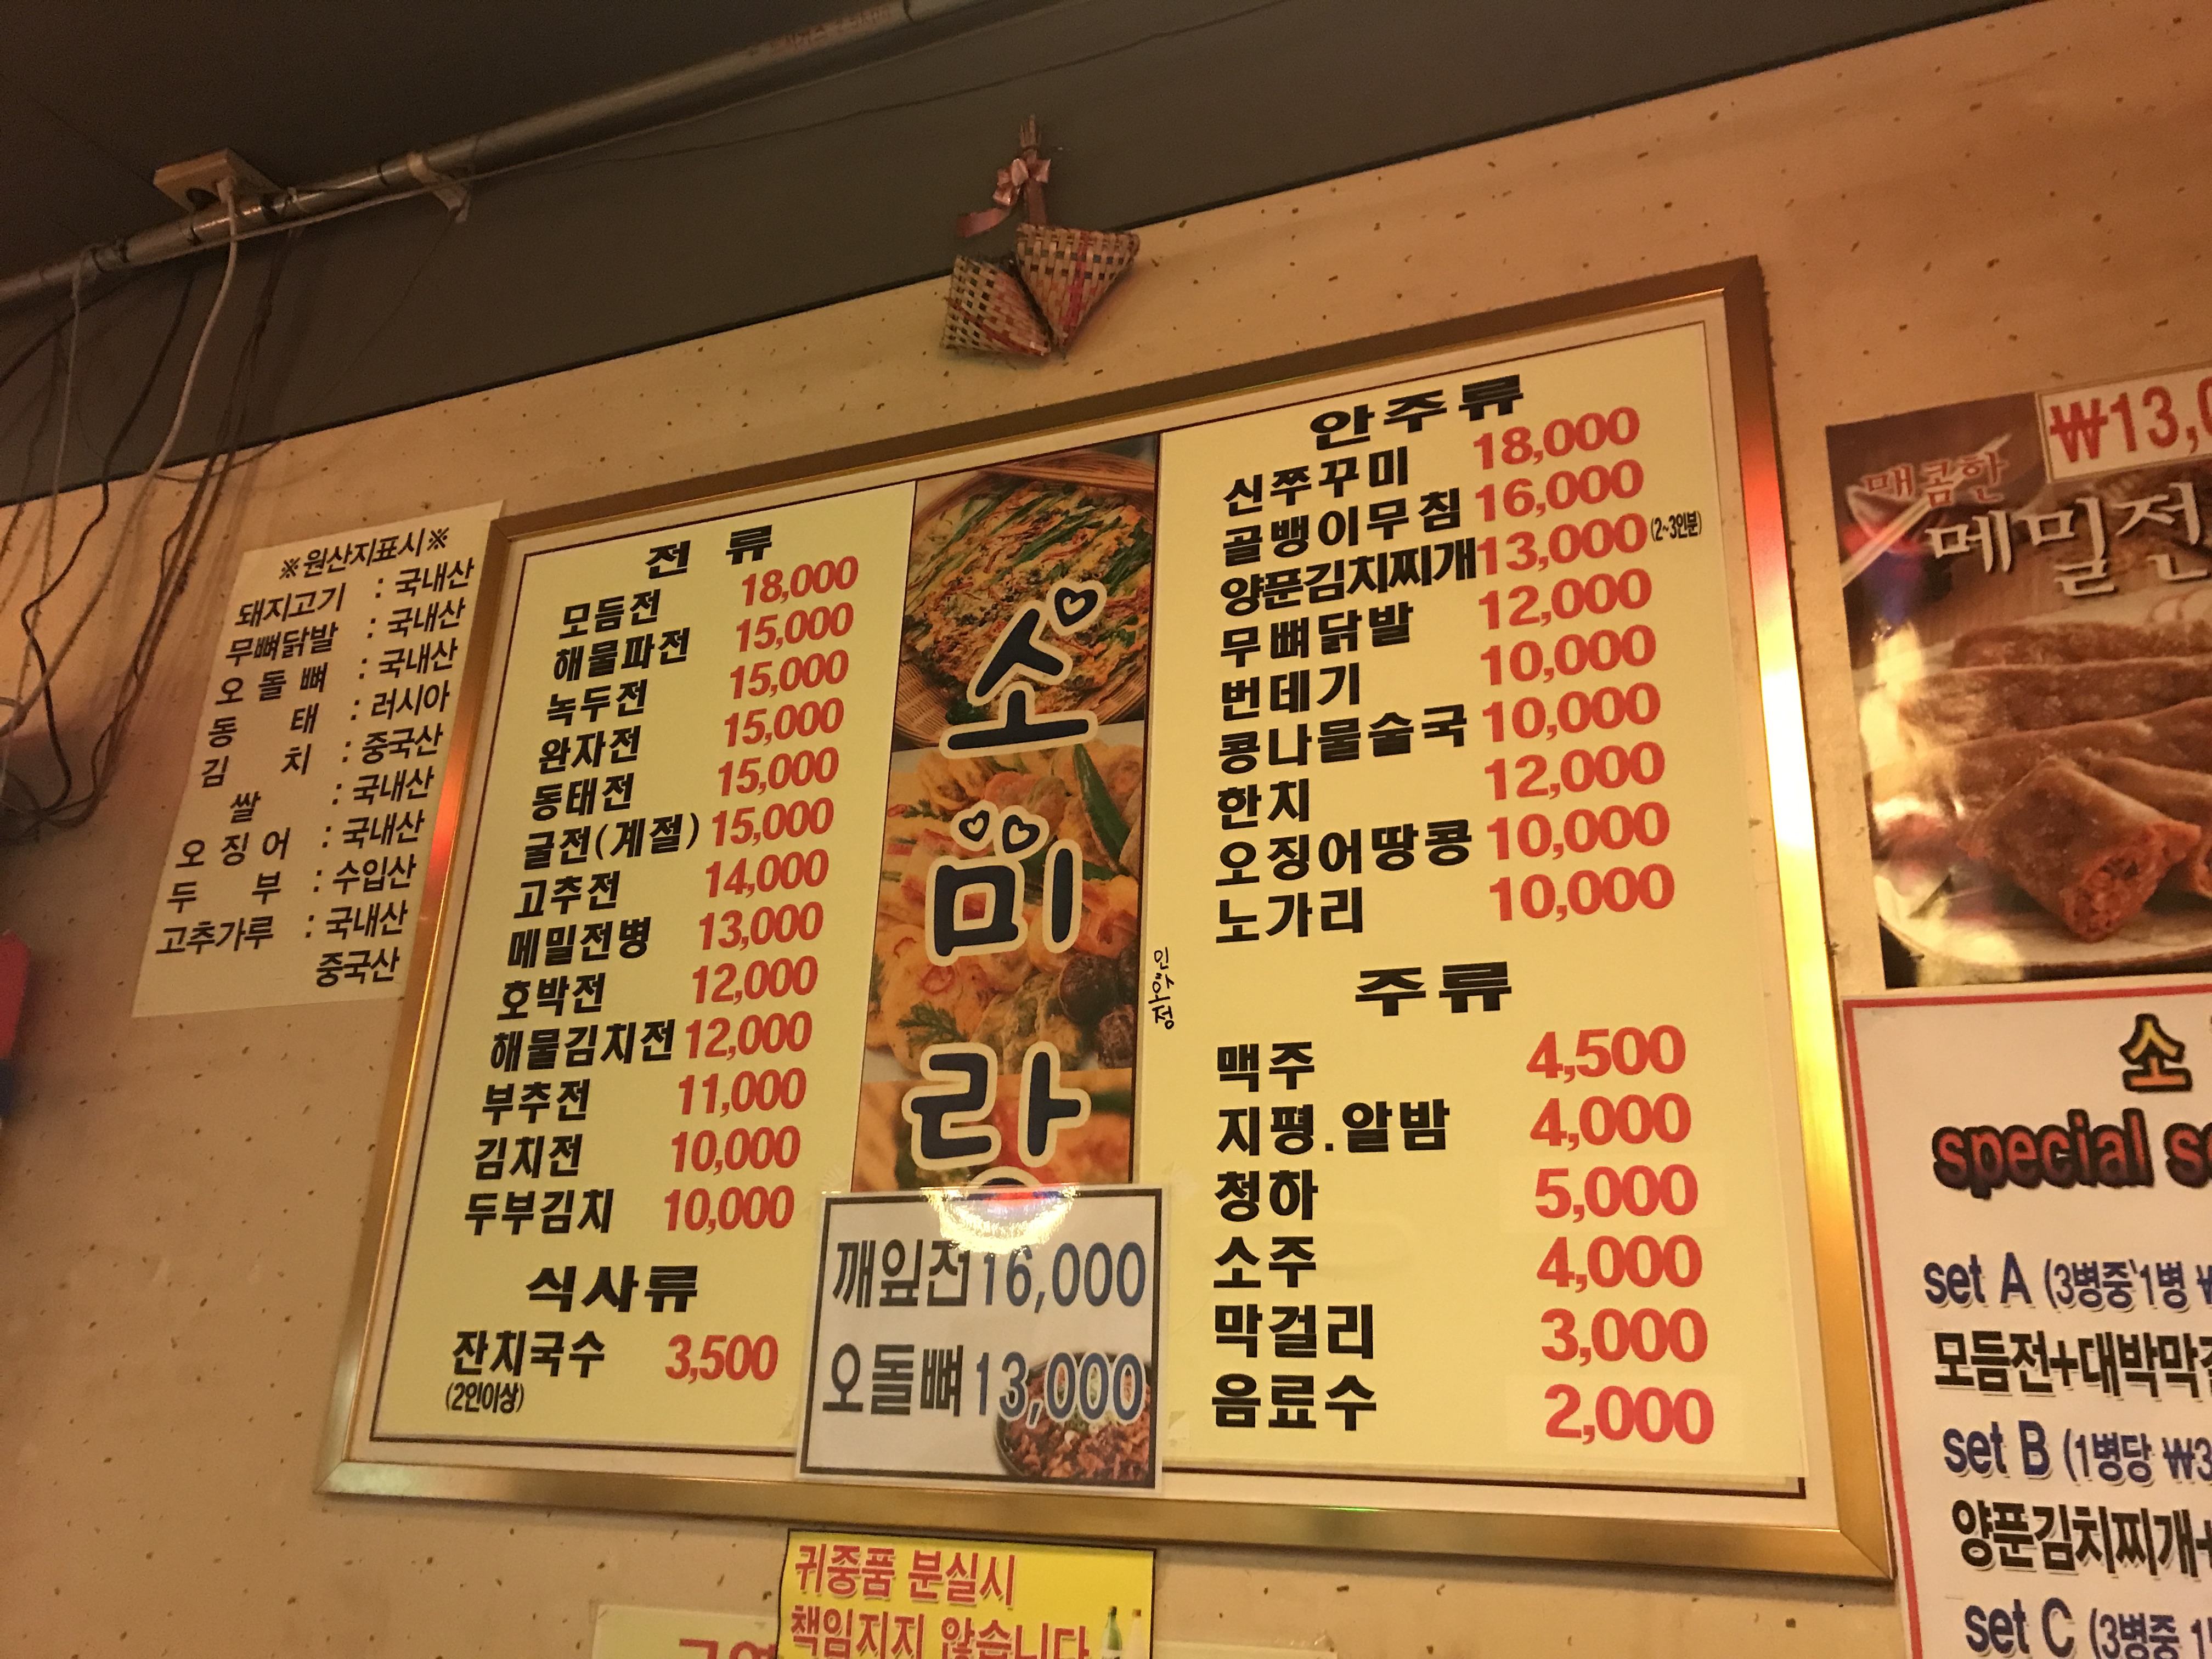 ※원산지표시※
돼지고기 : 국내산
무뼈닭발 : 국내산
오돌뼈 : 국내산
동태 : 러시아
김치 : 중국산
쌀 : 국내산
오징어 : 국내산
두부 : 수입산
고추가루 : 국내산
중국산
전류
모듬전 18,000
해물파전 15,000
녹두전 15,000
완자전 15,000
동태전 15,000
굴전(계절) 15,000
고추전 14,000
메밀전병 13,000
호박전 12,000
해물김치전 12,000
부추전 11,000
김치전 10,000
두부김치 10,000
식사류
잔치국수 3,500
(2인이상)
소
미
랑
깨잎전 16,000
오돌뼈 13,000
안주류
신쭈꾸미 18,000
골뱅이무침 16,000
양푼김치찌개 13,000 (2~3인분)
무뼈닭발 12,000
번데기 10,000
콩나물술국 10,000
한치 12,000
오징어땅콩 10,000
노가리 10,000
주류
맥주 4,500
지평.알밤 4,000
청하 5,000
소주 4,000
막걸리 3,000
음료수 2,000
₩13,0
매콤한
메밀전
소
special
set A (3병중 1병 ₩
모듬전+대박막
set B (1병당 ₩3
양푼김치찌개+
set C (3병중
귀중품 분실시
책임지지 않습니다